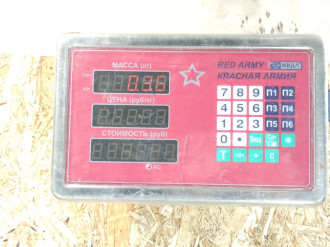 МАССА (кг)
0.36
ЦЕНА (руб/кг)
СТОИМОСТЬ (руб)
RED ARMY МИДЛ
КРАСНАЯ АРМИЯ
7 8 9 П1 П2
4 5 6 П3 П4
1 2 3 П5 П6
0 •
T C